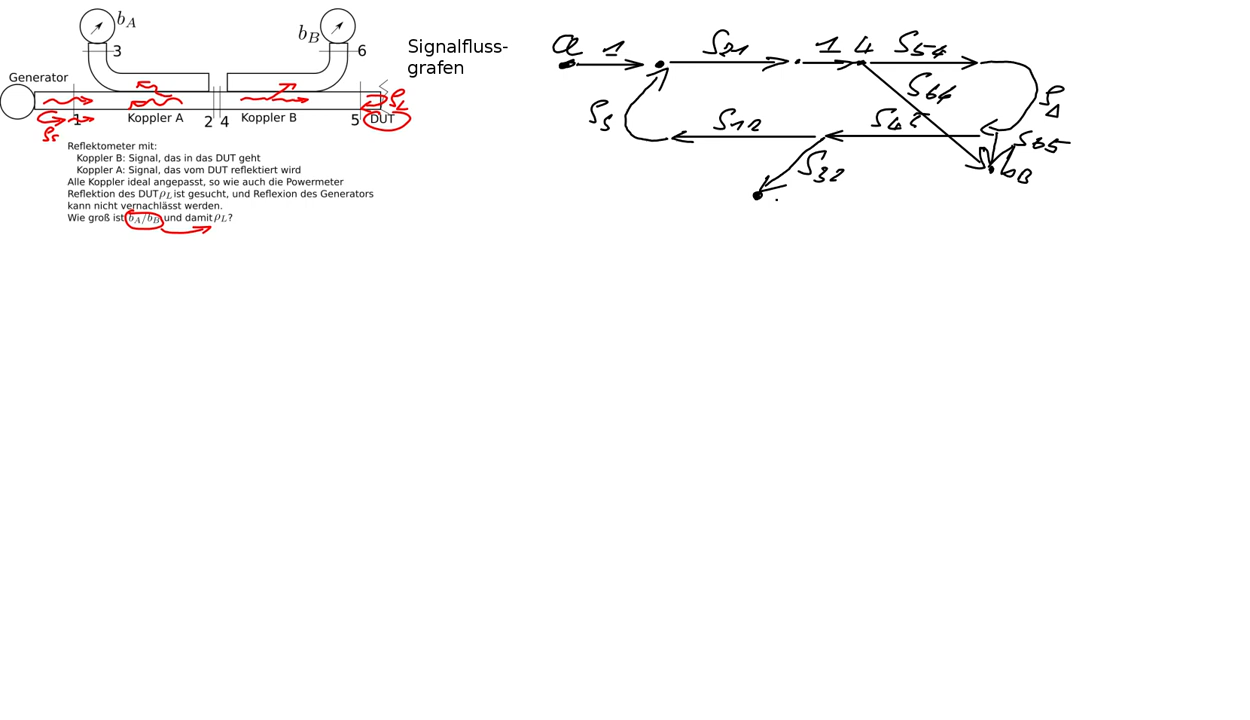 b_A
b_B
3
6
Signalfluss-
grafen
Generator
ρ_s
1
Koppler A
2 4
Koppler B
5
DUT
ρ_L
Reflektometer mit:
Koppler B: Signal, das in das DUT geht
Koppler A: Signal, das vom DUT reflektiert wird
Alle Koppler ideal angepasst, so wie auch die Powermeter
Reflektion des DUT ρ_L ist gesucht, und Reflexion des Generators
kann nicht vernachlässt werden.
Wie groß ist b_A/b_B und damit ρ_L?
a 1 S21 1 4 S54
S64
ρ_s
S12
S32
S65
b_B